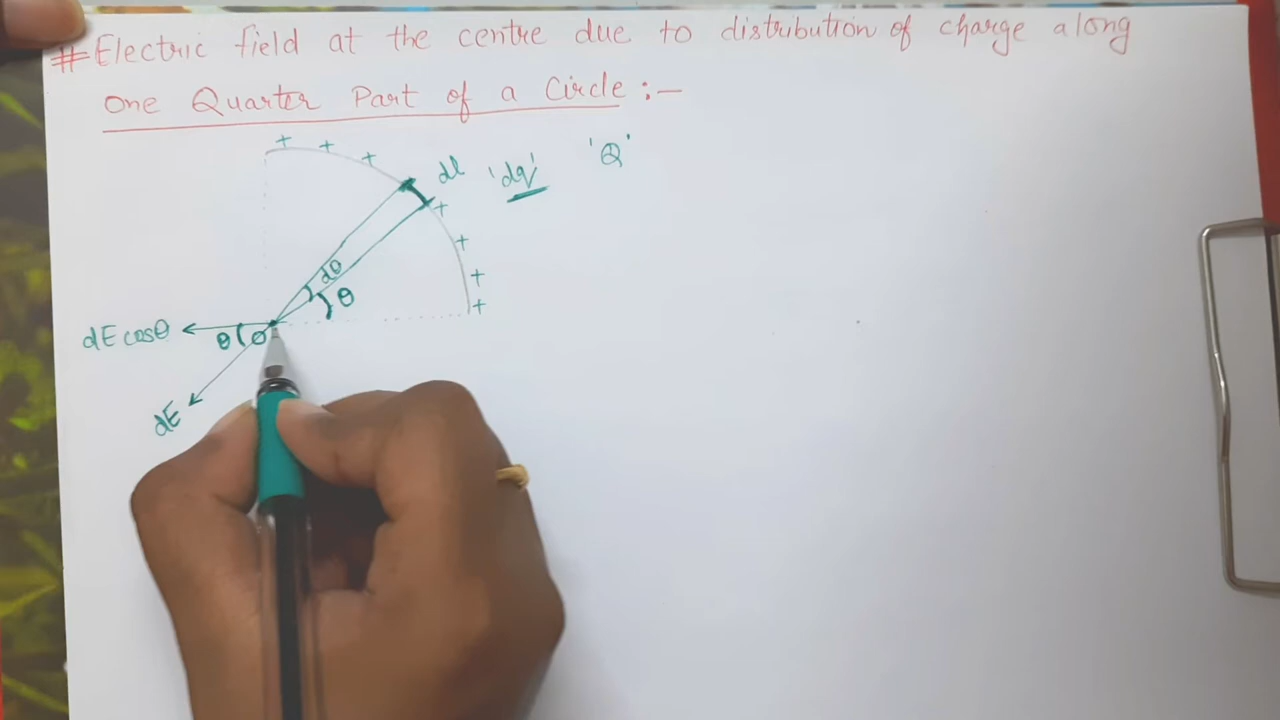 # Electric field at the centre due to distribution of charge along
One Quarter Part of a Circle :-
+ + +
dl 'dq' 'Q'
+
+
+
+
dθ
θ
dE cosθ
θ
O
dE